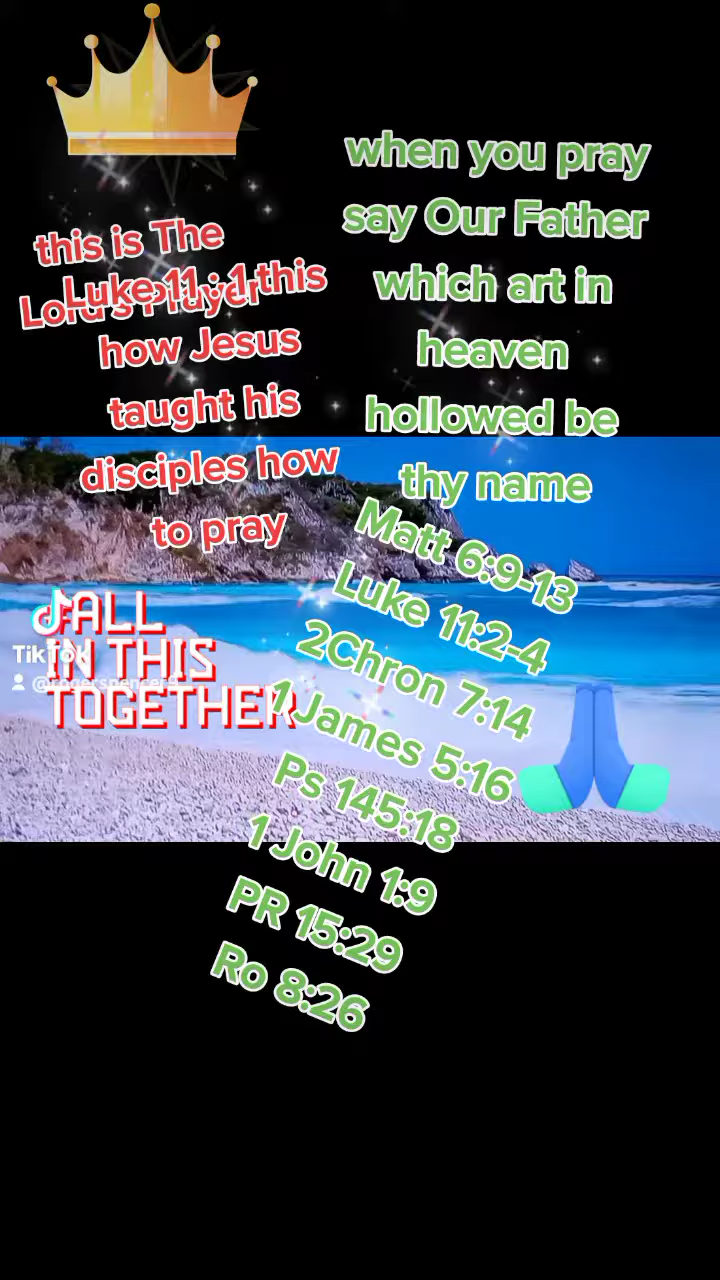 this is The
Lord's Prayer
Luke 11 : 1 this
how Jesus
taught his
disciples how
to pray
when you pray
say Our Father
which art in
heaven
hollowed be
thy name
Matt 6:9-13
Luke 11:2-4
2Chron 7:14
1 James 5:16
Ps 145:18
1 John 1:9
PR 15:29
Ro 8:26
ALL
IN THIS
TOGETHER
TikTok
@rogerspencer9